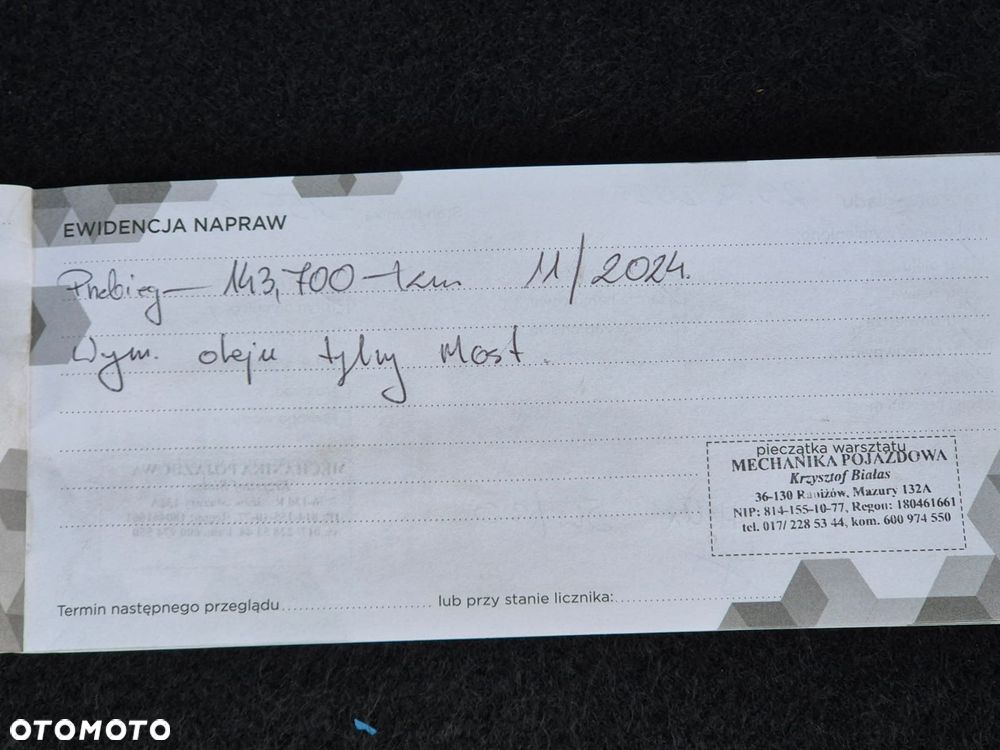 EWIDENCJA NAPRAW
Przebieg — 143,700 - km 11/2024r.
Wym. oleju tylny Most.
pieczątka warsztatu
MECHANIKA POJAZDOWA
Krzysztof Białas
36-130 Raniżów, Mazury 132A
NIP: 814-155-10-77, Regon: 180461661
tel. 017/ 228 53 44, kom. 600 974 550
Termin następnego przeglądu.............................. lub przy stanie licznika:.................................
OTOMOTO